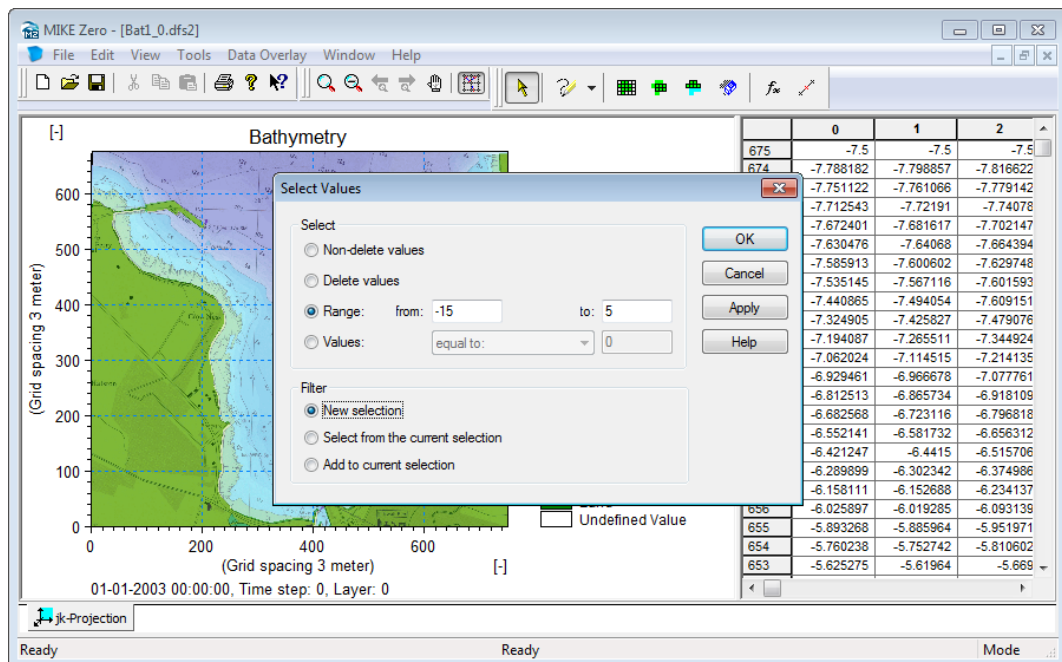 MIKE Zero - [Bat1_0.dfs2]
File Edit View Tools Data Overlay Window Help
[-]
Bathymetry
(Grid spacing 3 meter)
600
500
400
300
200
100
0
0 200 400 600
(Grid spacing 3 meter) [-]
Undefined Value
01-01-2003 00:00:00, Time step: 0, Layer: 0
Select Values
Select
Non-delete values
Delete values
Range: from: -15 to: 5
Values: equal to: 0
Filter
New selection
Select from the current selection
Add to current selection
OK
Cancel
Apply
Help
0 1 2
675 -7.5 -7.5 -7.5
674 -7.788182 -7.798857 -7.816622
-7.751122 -7.761066 -7.779142
-7.712543 -7.72191 -7.74078
-7.672401 -7.681617 -7.702147
-7.630476 -7.64068 -7.664394
-7.585913 -7.600602 -7.629748
-7.535145 -7.567116 -7.601593
-7.440865 -7.494054 -7.609151
-7.324905 -7.425827 -7.479076
-7.194087 -7.265511 -7.344924
-7.062024 -7.114515 -7.214135
-6.929461 -6.966678 -7.077761
-6.812513 -6.865734 -6.918109
-6.682568 -6.723116 -6.796818
-6.552141 -6.581732 -6.656312
-6.421247 -6.4415 -6.515706
-6.289899 -6.302342 -6.374986
-6.158111 -6.152688 -6.234137
656 -6.025897 -6.019285 -6.093139
655 -5.893268 -5.885964 -5.951971
654 -5.760238 -5.752742 -5.810602
653 -5.625275 -5.61964 -5.669
jk-Projection
Ready Ready Mode